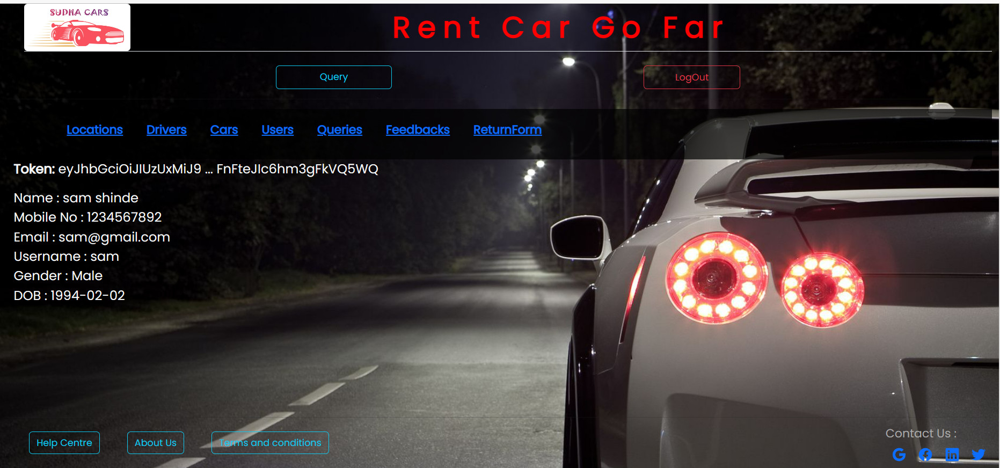 SUDHA CARS
Rent Car Go Far
Query
LogOut
Locations Drivers Cars Users Queries Feedbacks ReturnForm
Token: eyJhbGciOiJIUzUxMiJ9 ... FnFteJIc6hm3gFkVQ5WQ
Name : sam shinde
Mobile No : 1234567892
Email : sam@gmail.com
Username : sam
Gender : Male
DOB : 1994-02-02
Help Centre
About Us
Terms and conditions
Contact Us :